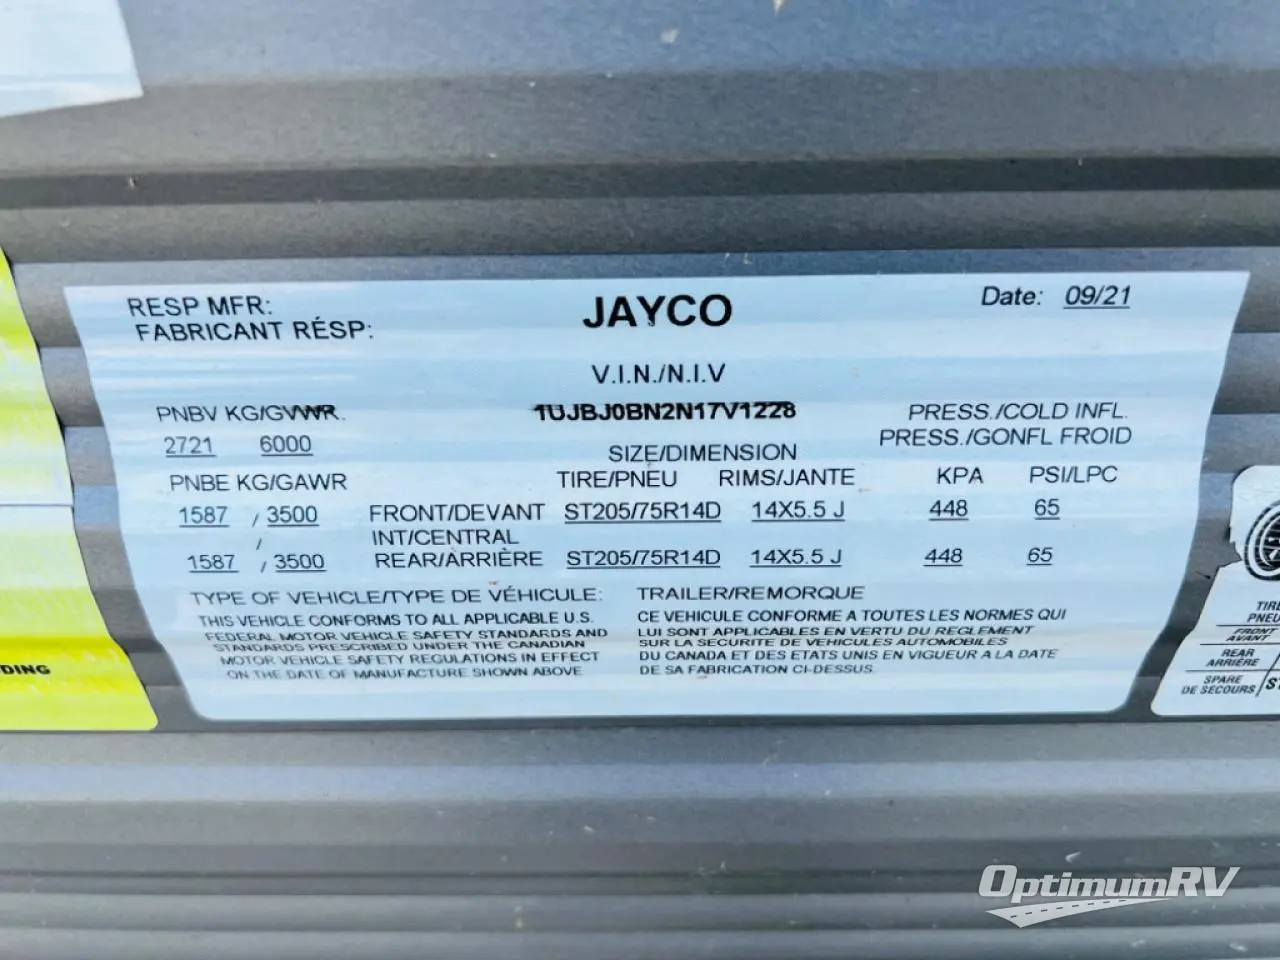 RESP MFR: JAYCO Date: 09/21
FABRICANT RÉSP:
V.I.N./N.I.V
PNBV KG/GVWR. 1UJBJ0BN2N17V1228 PRESS./COLD INFL.
2721 6000 SIZE/DIMENSION PRESS./GONFL FROID
PNBE KG/GAWR TIRE/PNEU RIMS/JANTE KPA PSI/LPC
1587 / 3500 FRONT/DEVANT ST205/75R14D 14X5.5 J 448 65
/ INT/CENTRAL
1587 / 3500 REAR/ARRIÈRE ST205/75R14D 14X5.5 J 448 65
TYPE OF VEHICLE/TYPE DE VÉHICULE: TRAILER/REMORQUE
THIS VEHICLE CONFORMS TO ALL APPLICABLE U.S.
FEDERAL MOTOR VEHICLE SAFETY STANDARDS AND
STANDARDS PRESCRIBED UNDER THE CANADIAN
MOTOR VEHICLE SAFETY REGULATIONS IN EFFECT
ON THE DATE OF MANUFACTURE SHOWN ABOVE
CE VEHICULE CONFORME A TOUTES LES NORMES QUI
LUI SONT APPLICABLES EN VERTU DU REGLEMENT
SUR LA SECURITE DE VEHICULES AUTOMOBILES
DU CANADA ET DES ETATS UNIS EN VIGUEUR A LA DATE
DE SA FABRICATION CI-DESSUS
DING
TIRE
PNEU
FRONT
AVANT
REAR
ARRIÈRE
SPARE
DE SECOURS ST
OptimumRV